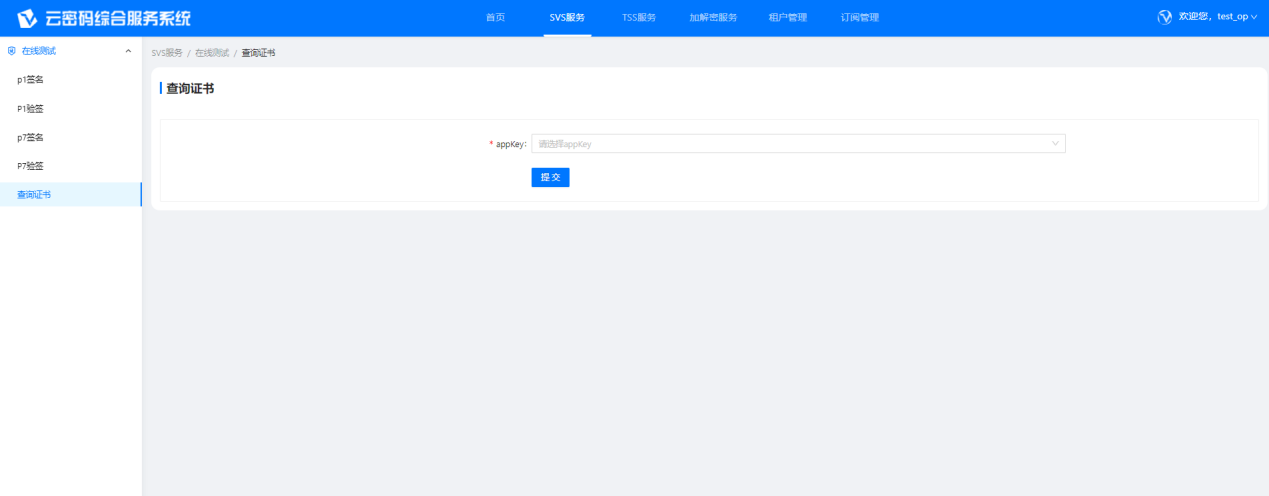 云密码综合服务系统 首页 SVS服务 TSS服务 加解密服务 租户管理 订阅管理 欢迎您，test_op
在线测试
SVS服务 / 在线测试 / 查询证书
p1签名
P1验签
p7签名
P7验签
查询证书
查询证书
* appKey: 请选择appKey
提交